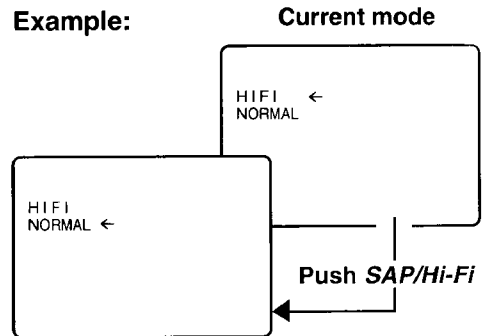 Example:
Current mode
HIFI ←
NORMAL
HIFI
NORMAL ←
Push SAP/Hi-Fi